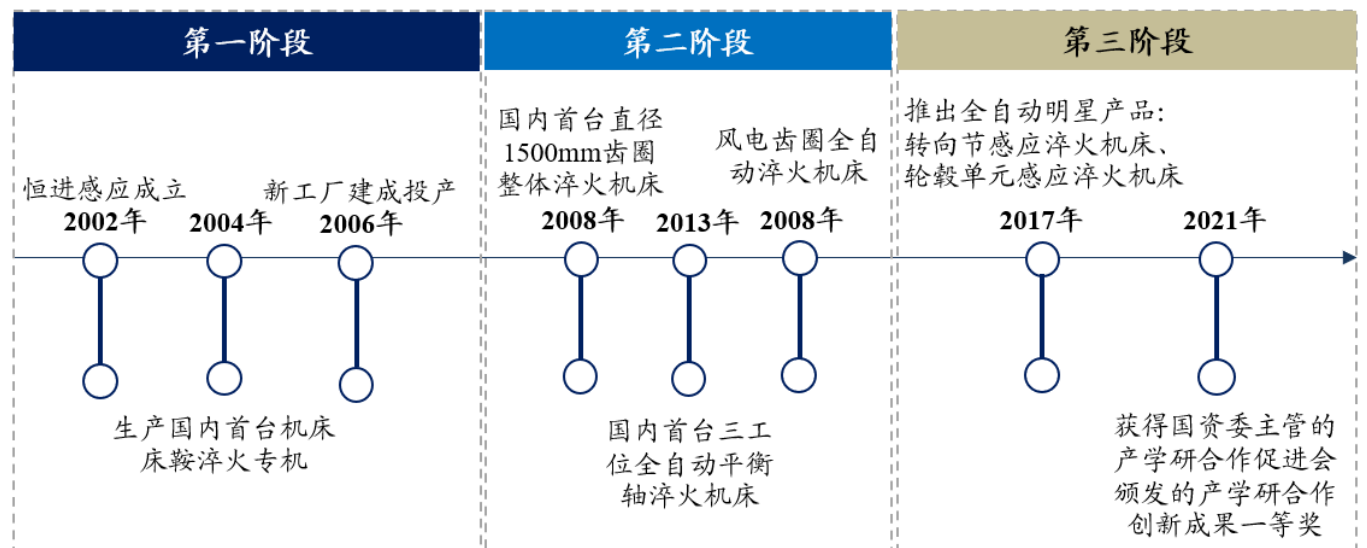 第一阶段
第二阶段
第三阶段
恒进感应成立
2002年
2004年
新工厂建成投产
2006年
生产国内首台机床
床鞍淬火专机
国内首台直径
1500mm齿圈
整体淬火机床
2008年
2013年
风电齿圈全自
动淬火机床
2008年
国内首台三工
位全自动平衡
轴淬火机床
推出全自动明星产品:
转向节感应淬火机床、
轮毂单元感应淬火机床
2017年
2021年
获得国资委主管的
产学研合作促进会
颁发的产学研合作
创新成果一等奖